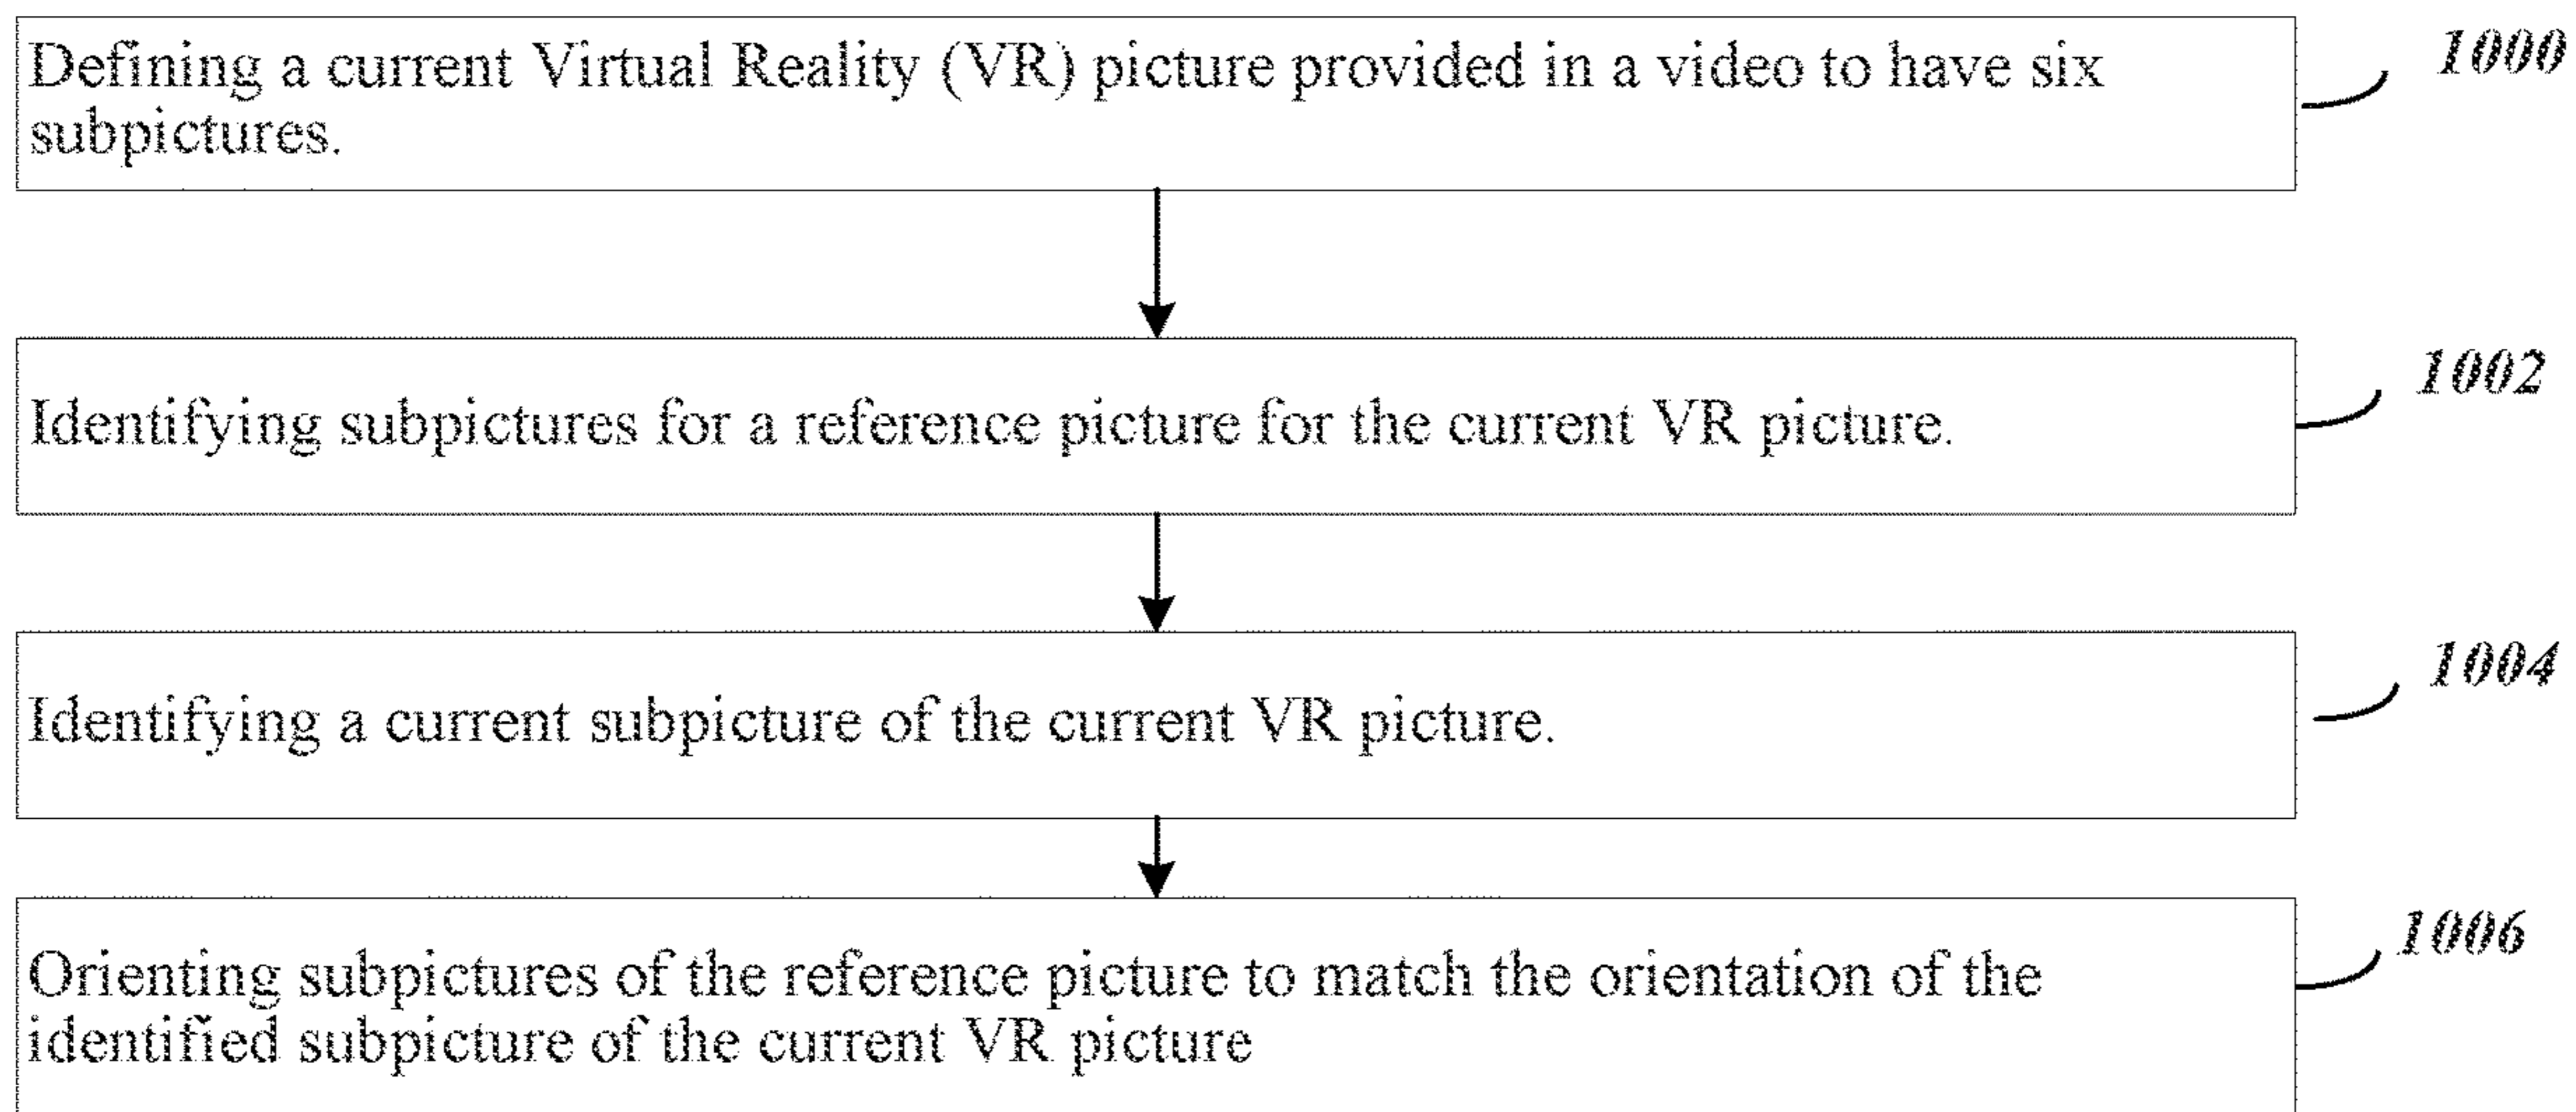 Defining a current Virtual Reality (VR) picture provided in a video to have six
subpictures.
1000
Identifying subpictures for a reference picture for the current VR picture.
1002
Identifying a current subpicture of the current VR picture.
1004
Orienting subpictures of the reference picture to match the orientation of the
identified subpicture of the current VR picture
1006